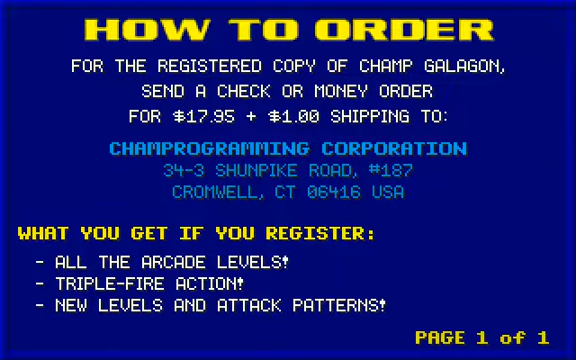 HOW TO ORDER
FOR THE REGISTERED COPY OF CHAMP GALAGON,
SEND A CHECK OR MONEY ORDER
FOR $17.95 + $1.00 SHIPPING TO:
CHAMPROGRAMMING CORPORATION
34-3 SHUNPIKE ROAD, #187
CROMWELL, CT 06416 USA
WHAT YOU GET IF YOU REGISTER:
- ALL THE ARCADE LEVELS!
- TRIPLE-FIRE ACTION!
- NEW LEVELS AND ATTACK PATTERNS!
PAGE 1 of 1